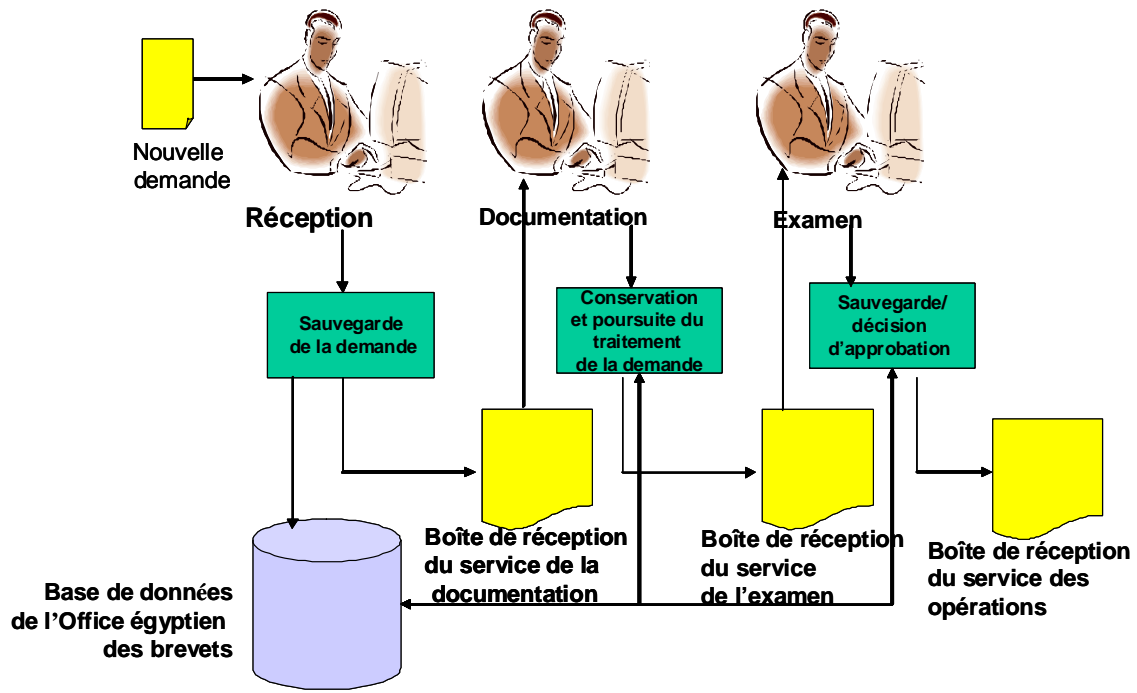 Nouvelle
demande
Réception
Documentation
Examen
Sauvegarde
de la demande
Conservation
et poursuite du
traitement
de la demande
Sauvegarde/
décision
d’approbation
Boîte de réception
du service de la
documentation
Boîte de réception
du service
de l’examen
Boîte de réception
du service des
opérations
Base de données
de l’Office égyptien
des brevets